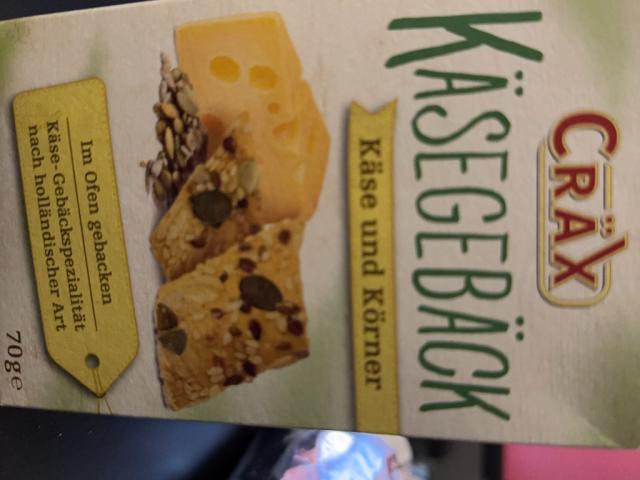 CRÄX
KÄSEGEBÄCK
Käse und Körner
Im Ofen gebacken
Käse-Gebäckspezialität
nach holländischer Art
70g℮